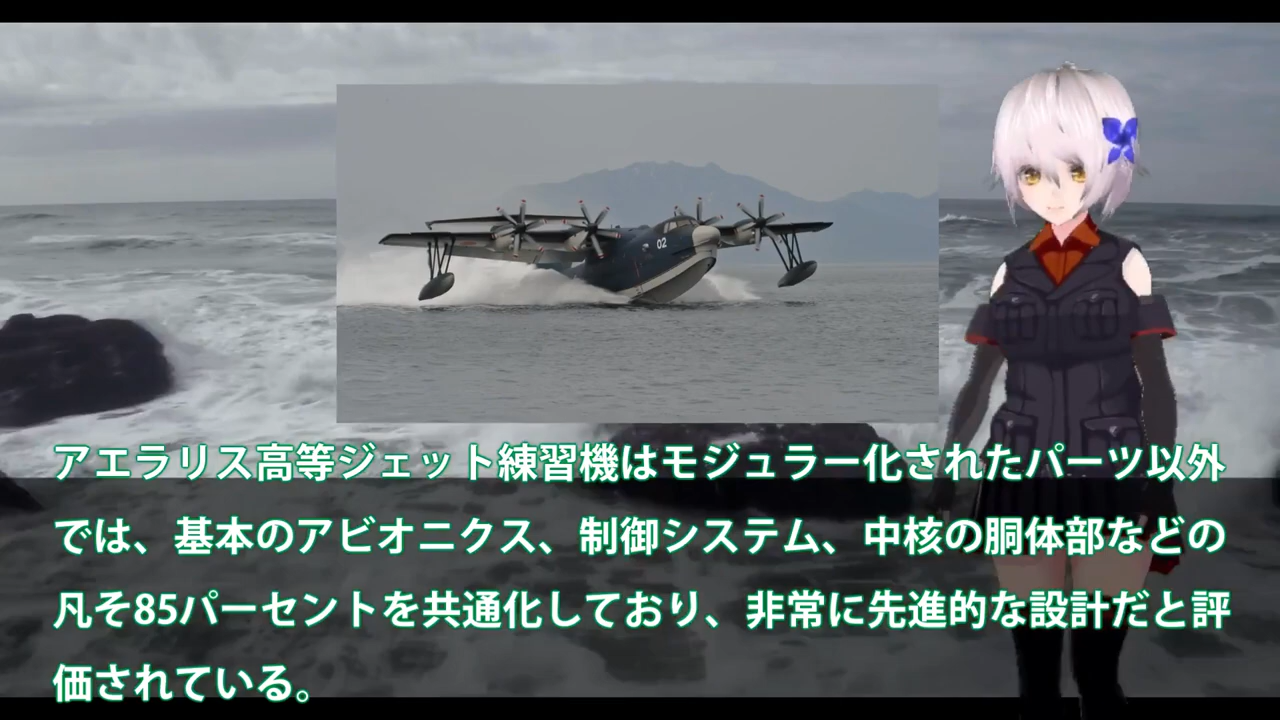 02
アエラリス高等ジェット練習機はモジュラー化されたパーツ以外
では、基本のアビオニクス、制御システム、中核の胴体部などの
凡そ85パーセントを共通化しており、非常に先進的な設計だと評
価されている。